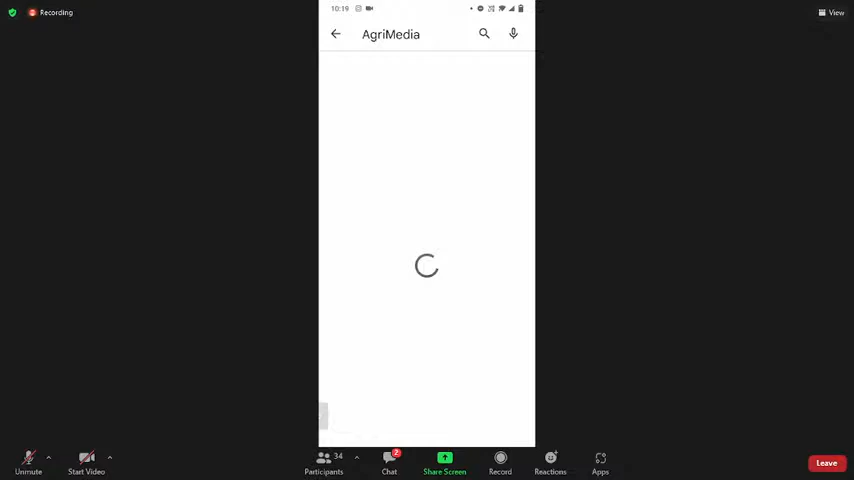 Recording
View
10:19
AgriMedia
Unmute
Start Video
Participants
34
Chat
2
Share Screen
Record
Reactions
Apps
Leave